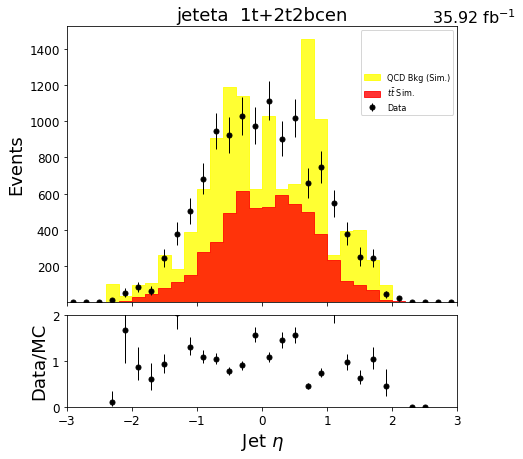 jeteta 1t+2t2bcen
35.92 fb⁻¹
1400
1200
1000
800
600
400
200
Events
QCD Bkg (Sim.)
tt̄ Sim.
Data
2
1
0
Data/MC
−3 −2 −1 0 1 2 3
Jet η